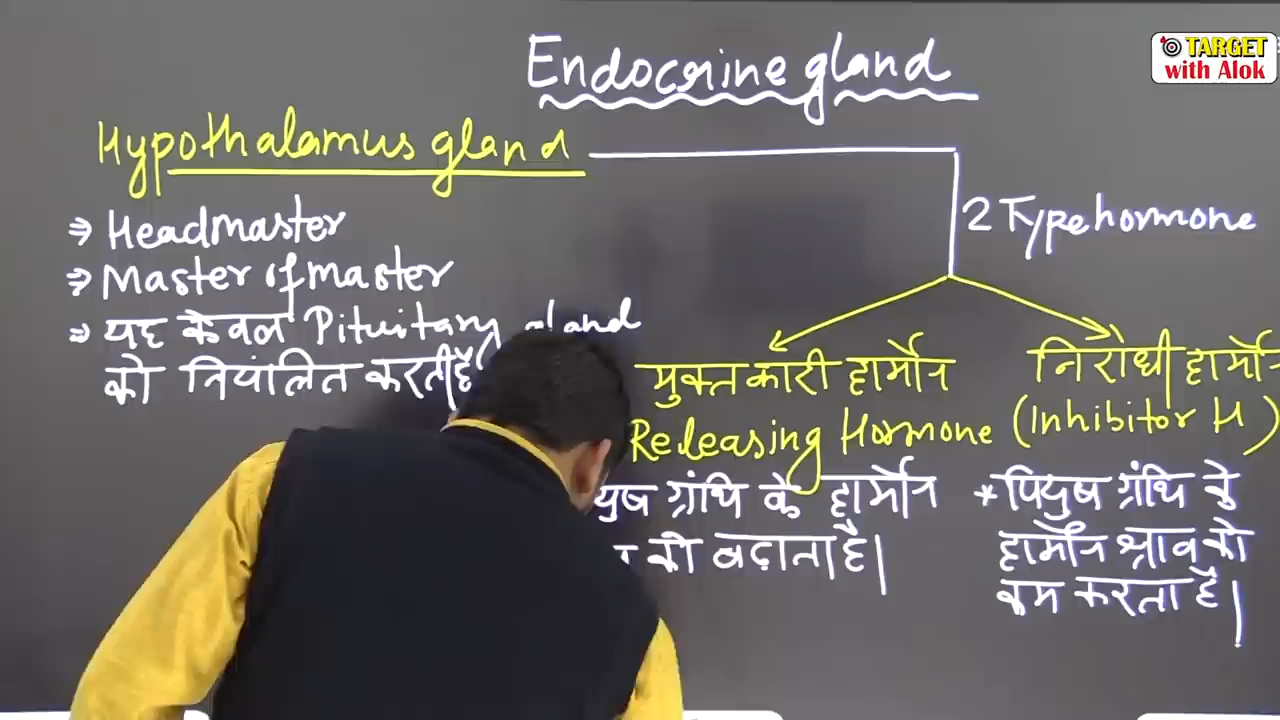 TARGET
with Alok
Endocrine gland
Hypothalamus gland
⇒ Headmaster
⇒ Master of master
⇒ यह केवल Pituitary gland
को नियंत्रित करती है
2 Type hormone
मुक्तकारी हार्मोन
Releasing Hormone
ग्रंथि के हार्मोन
को बढ़ाता है।
निरोधी हार्मोन
(Inhibitor H)
*पियुष ग्रंथि के
हार्मोन श्राव को
कम करता है।